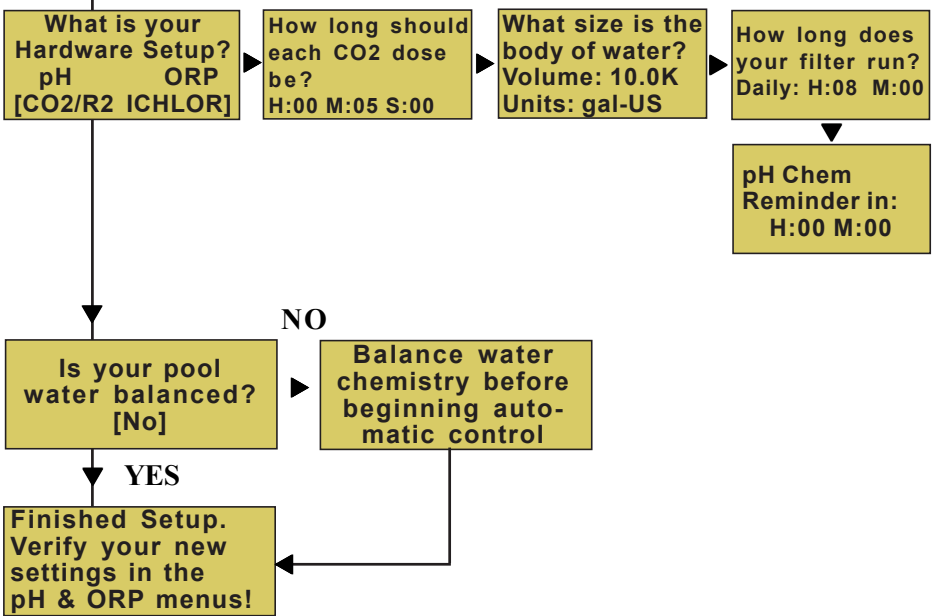 What is your
Hardware Setup?
pH ORP
[CO2/R2 ICHLOR]
How long should
each CO2 dose
be?
H:00 M:05 S:00
What size is the
body of water?
Volume: 10.0K
Units: gal-US
How long does
your filter run?
Daily: H:08 M:00
pH Chem
Reminder in:
H:00 M:00
NO
Is your pool
water balanced?
[No]
Balance water
chemistry before
beginning auto-
matic control
YES
Finished Setup.
Verify your new
settings in the
pH & ORP menus!